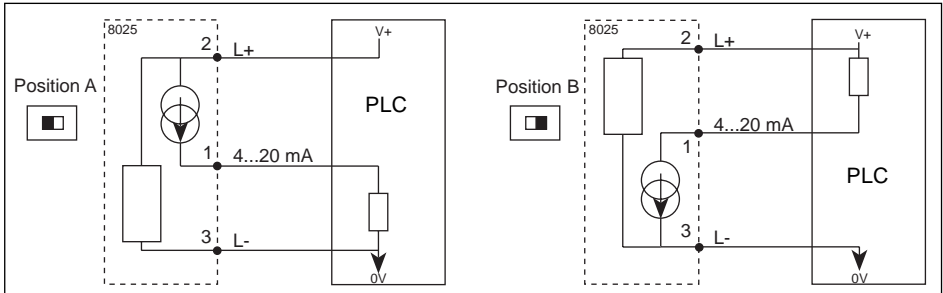 8025
2
L+
V+
Position A
PLC
1
4...20 mA
3
L-
0V
8025
2
L+
V+
Position B
4...20 mA
1
PLC
3
L-
0V